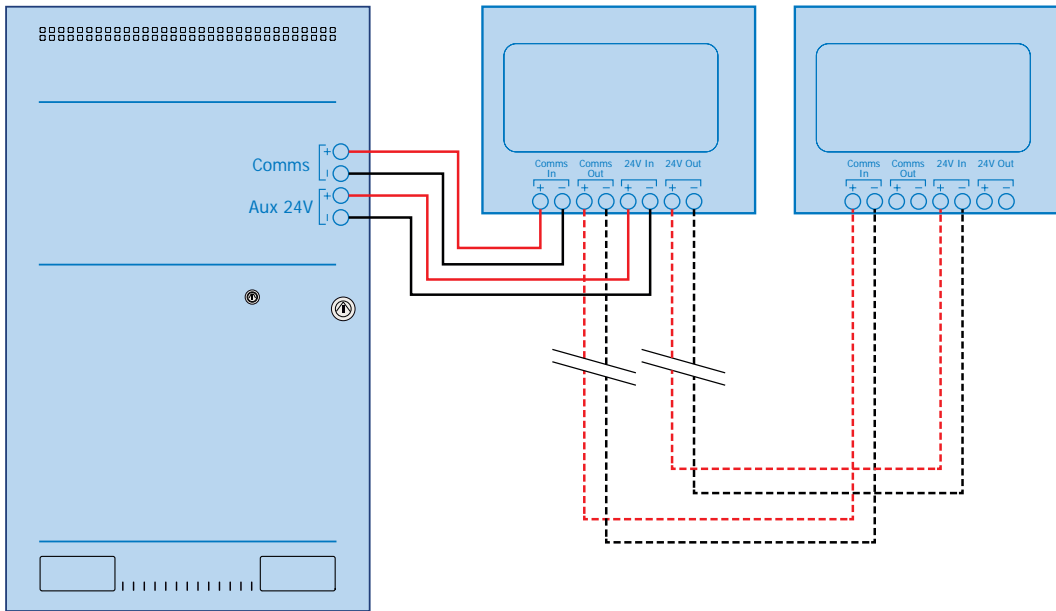 Comms
+
−
Aux 24V
+
−
Comms In
Comms Out
24V In
24V Out
+ − + − + − + −
Comms In
Comms Out
24V In
24V Out
+ − + − + − + −